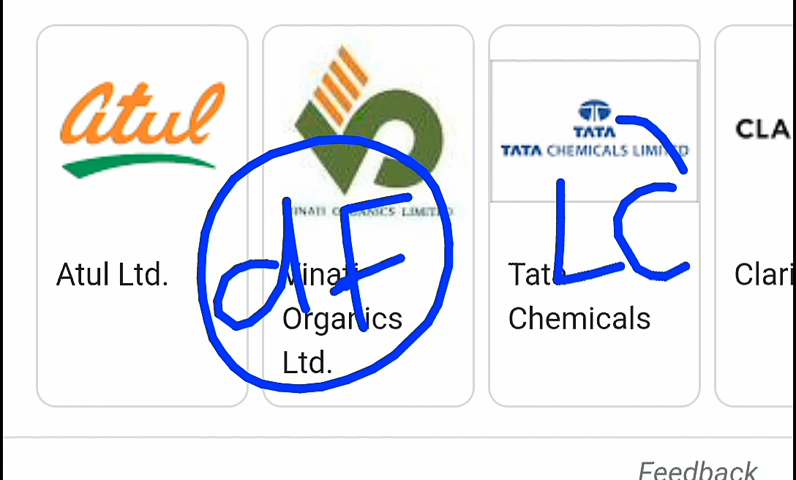 atul
VINATI ORGANICS LIMITED
TATA
TATA CHEMICALS LIMITED
CLA
dF
LC
Atul Ltd.
Vinati
Organics
Ltd.
Tata
Chemicals
Clari
Feedback